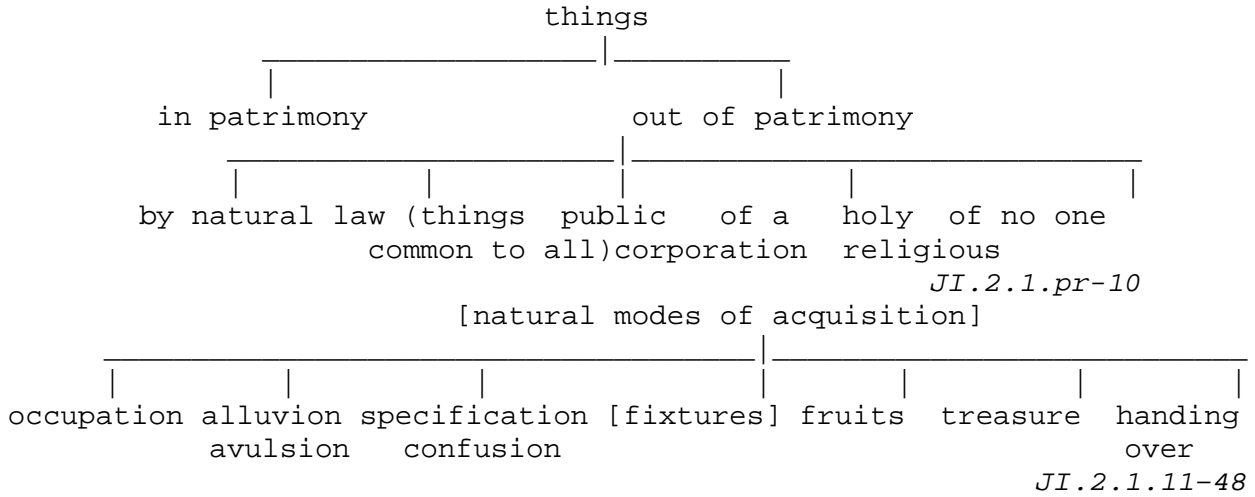 things
in patrimony out of patrimony
by natural law (things public of a holy of no one
common to all)corporation religious
JI.2.1.pr-10
[natural modes of acquisition]
occupation alluvion specification [fixtures] fruits treasure handing
avulsion confusion over
JI.2.1.11–48